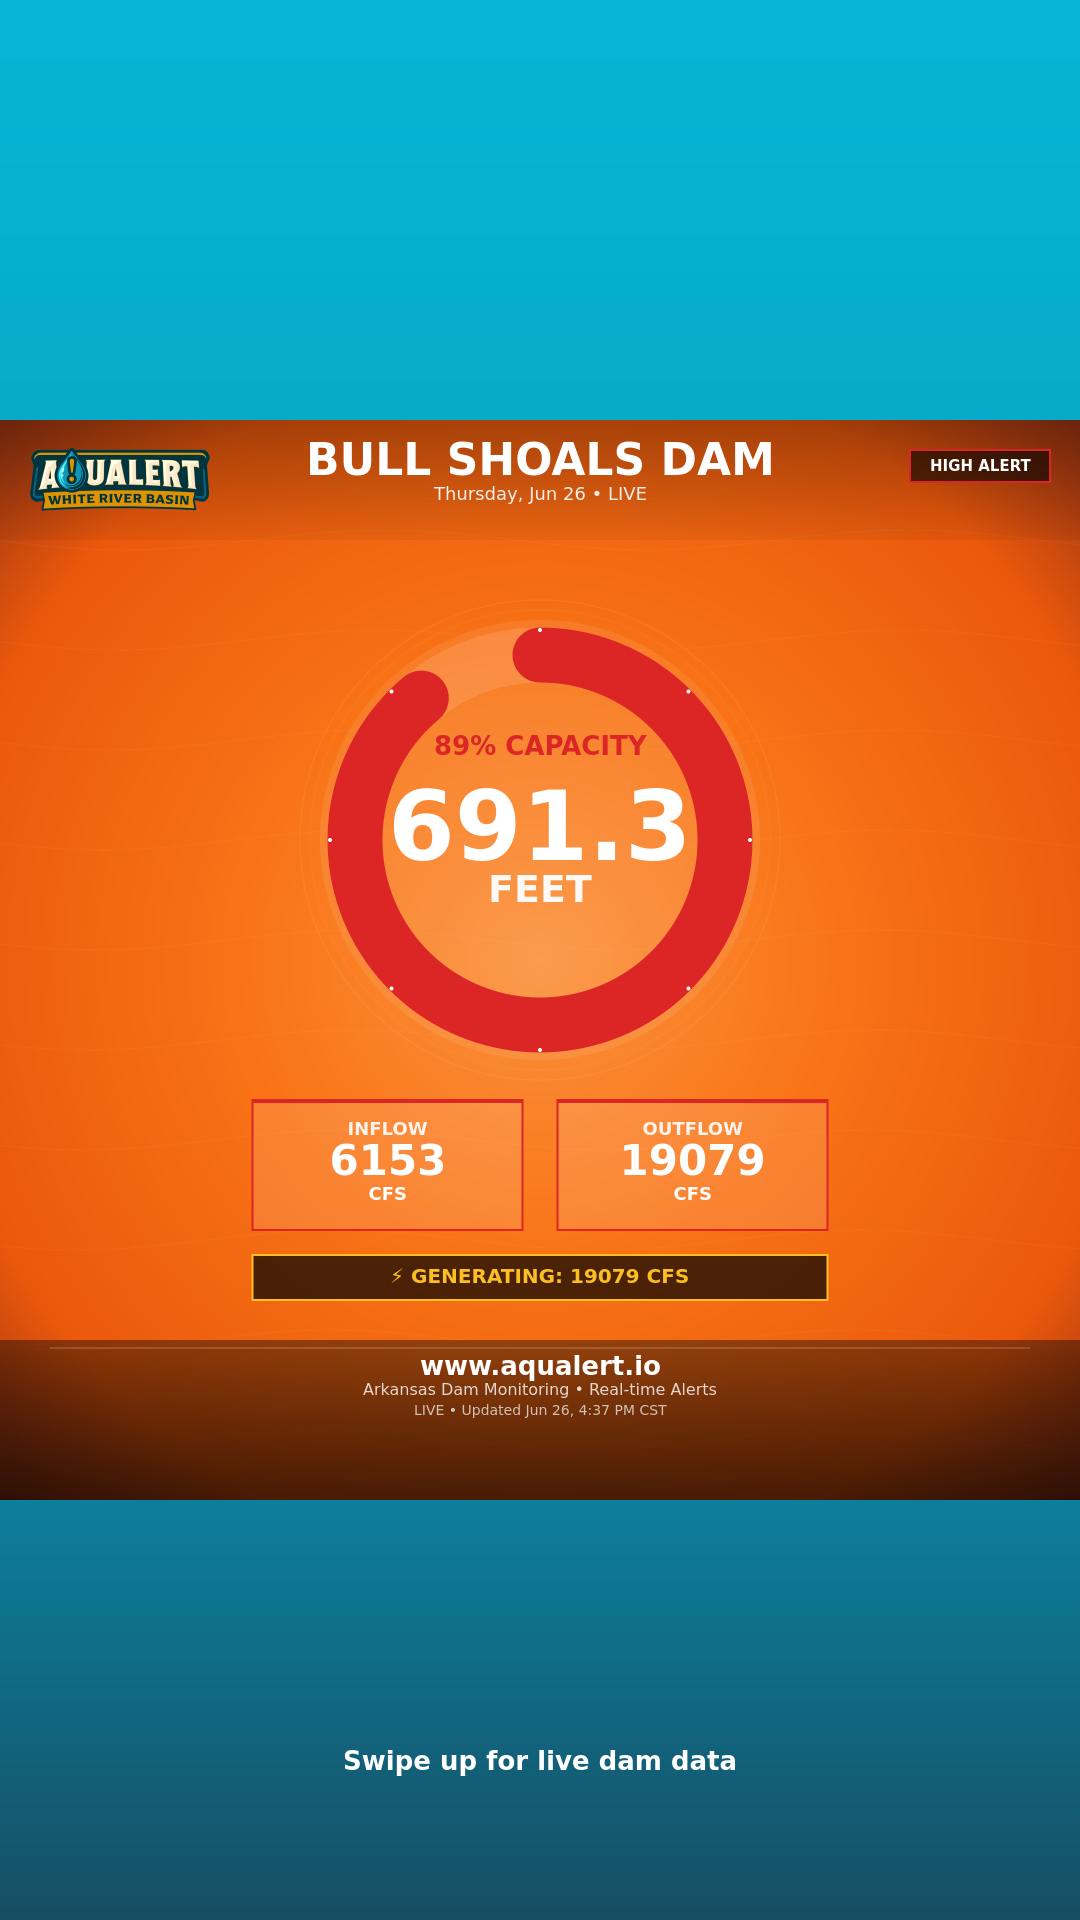 AQUALERT
WHITE RIVER BASIN
BULL SHOALS DAM
Thursday, Jun 26 • LIVE
HIGH ALERT
89% CAPACITY
691.3
FEET
INFLOW
6153
CFS
OUTFLOW
19079
CFS
⚡ GENERATING: 19079 CFS
www.aqualert.io
Arkansas Dam Monitoring • Real-time Alerts
LIVE • Updated Jun 26, 4:37 PM CST
Swipe up for live dam data